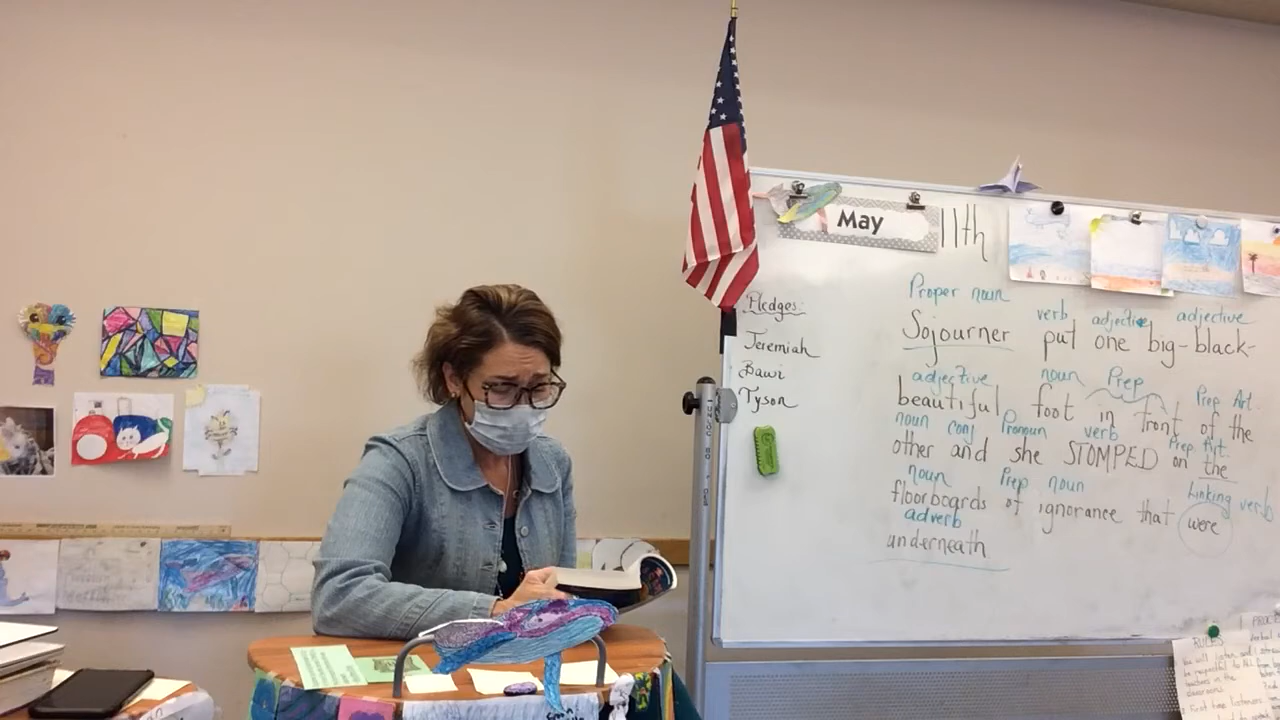 May 11th
Pledges:
Jeremiah
Bawi
Tyson
Proper noun verb adjective adjective
Sojourner put one big-black-
adjective noun Prep Prep Art.
beautiful foot in front of the
noun conj Pronoun verb Prep. Art.
other and she STOMPED on the
noun Prep noun Linking verb
floorboards of ignorance that were
adverb
underneath
RULES